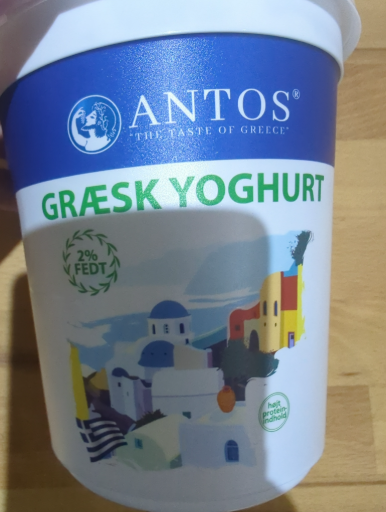 ANTOS®
"THE TASTE OF GREECE"
GRÆSK YOGHURT
2%
FEDT
højt
protein-
indhold